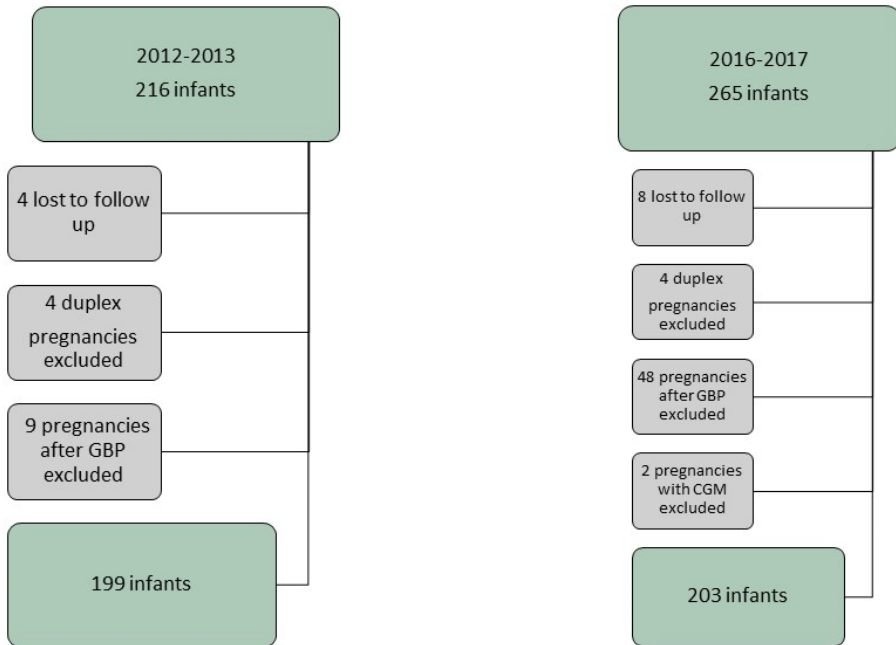 2012-2013
216 infants
4 lost to follow
up
4 duplex
pregnancies
excluded
9 pregnancies
after GBP
excluded
199 infants
2016-2017
265 infants
8 lost to follow
up
4 duplex
pregnancies
excluded
48 pregnancies
after GBP
excluded
2 pregnancies
with CGM
excluded
203 infants